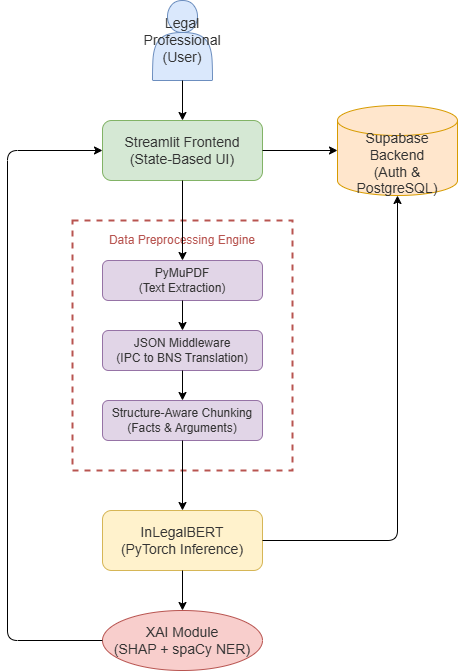 Legal
Professional
(User)
Streamlit Frontend
(State-Based UI)
Supabase
Backend
(Auth &
PostgreSQL)
Data Preprocessing Engine
PyMuPDF
(Text Extraction)
JSON Middleware
(IPC to BNS Translation)
Structure-Aware Chunking
(Facts & Arguments)
InLegalBERT
(PyTorch Inference)
XAI Module
(SHAP + spaCy NER)